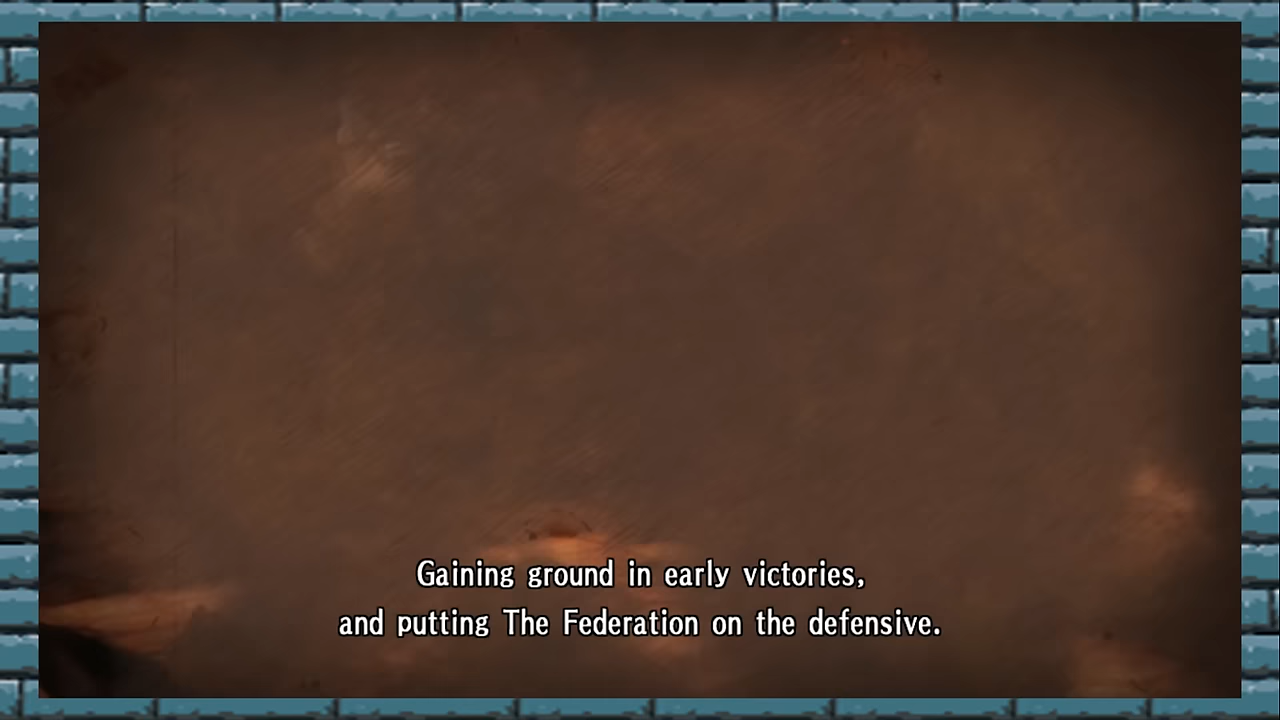 Gaining ground in early victories,
and putting The Federation on the defensive.